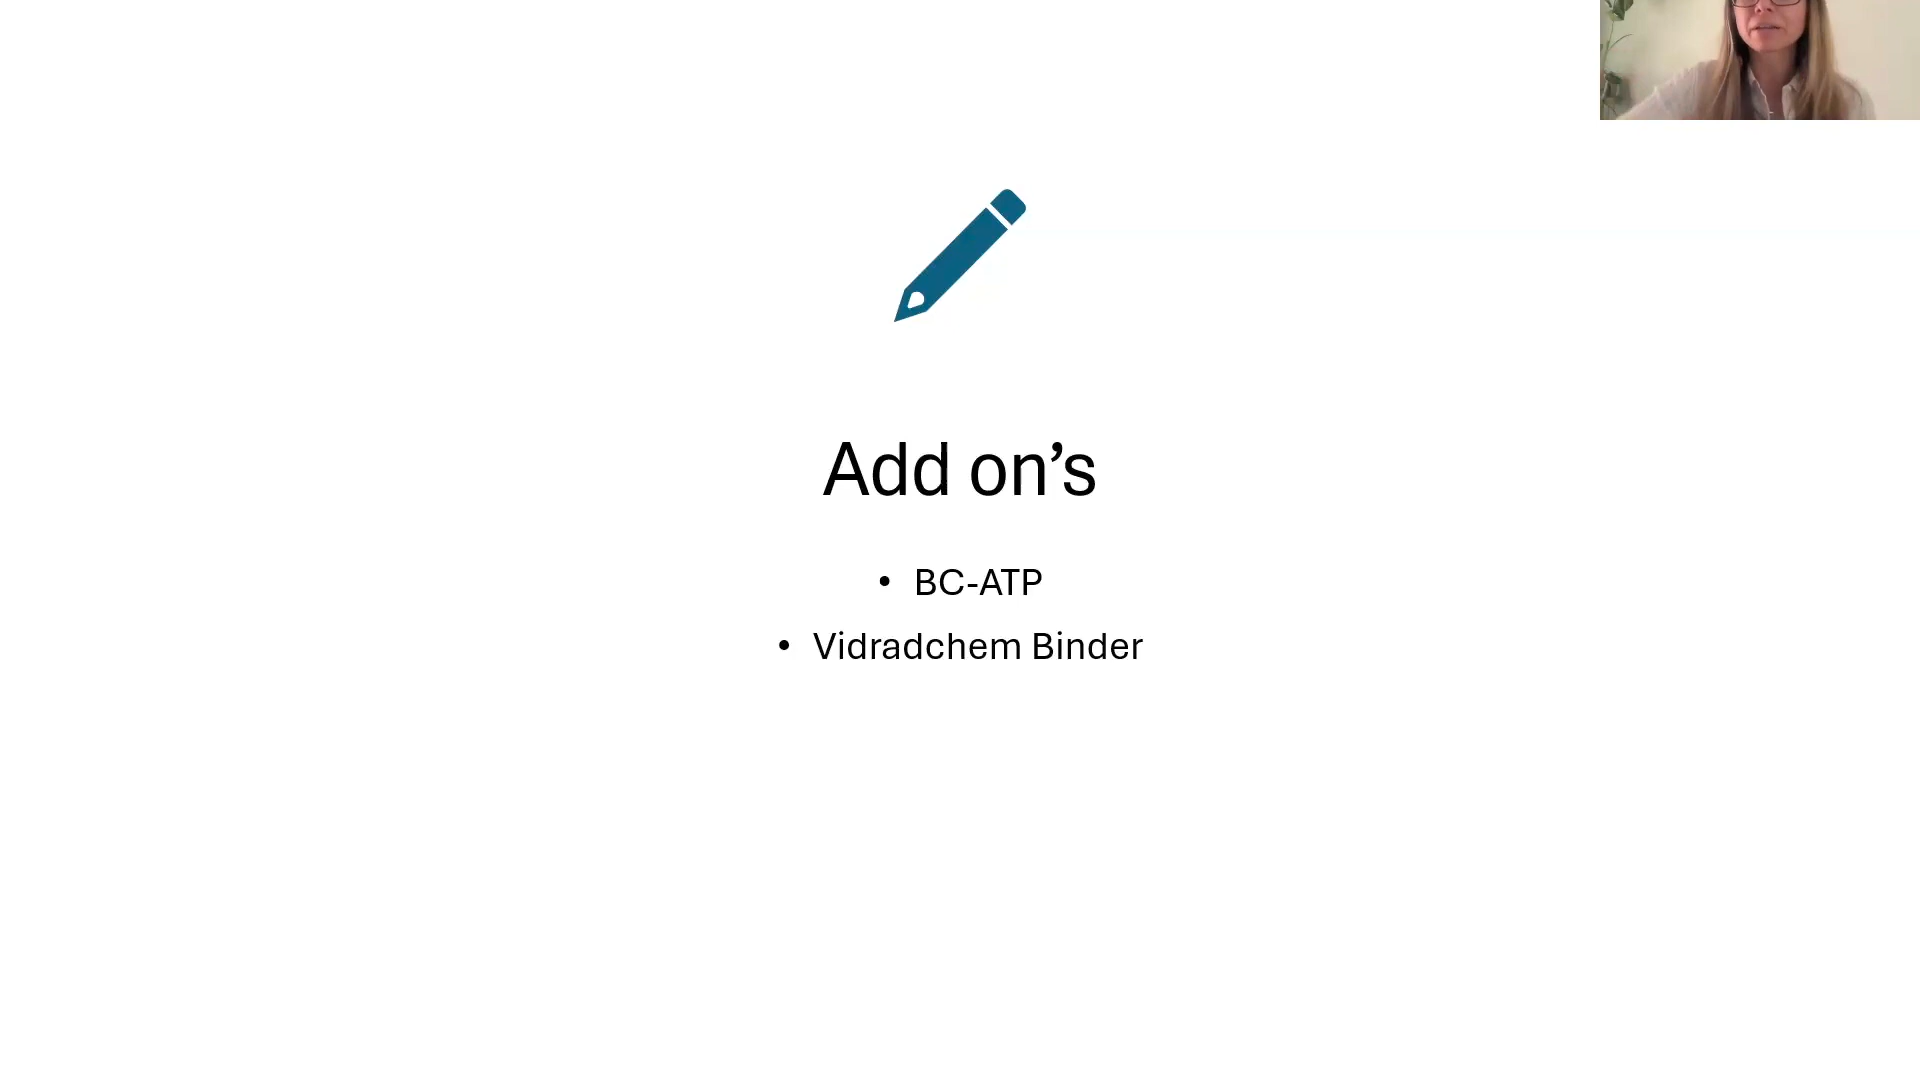 Add on’s
• BC-ATP
• Vidradchem Binder